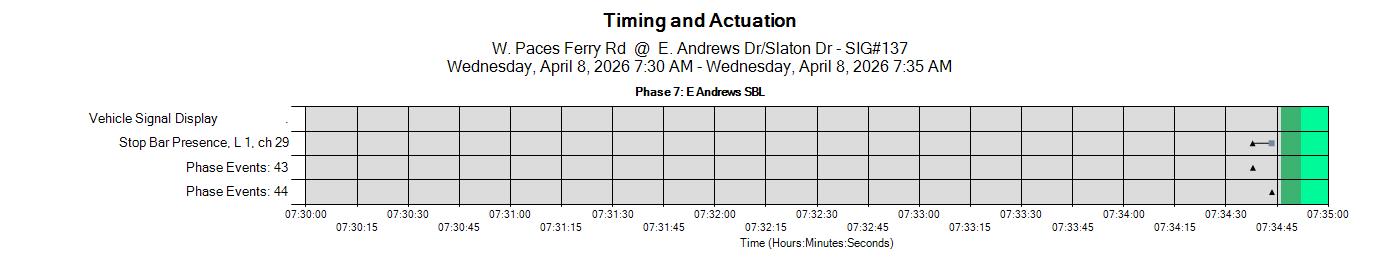 Timing and Actuation
W. Paces Ferry Rd @ E. Andrews Dr/Slaton Dr - SIG#137
Wednesday, April 8, 2026 7:30 AM - Wednesday, April 8, 2026 7:35 AM
Phase 7: E Andrews SBL
Vehicle Signal Display .
Stop Bar Presence, L 1, ch 29
Phase Events: 43
Phase Events: 44
07:30:00 07:30:30 07:31:00 07:31:30 07:32:00 07:32:30 07:33:00 07:33:30 07:34:00 07:34:30 07:35:00
07:30:15 07:30:45 07:31:15 07:31:45 07:32:15 07:32:45 07:33:15 07:33:45 07:34:15 07:34:45
Time (Hours:Minutes:Seconds)